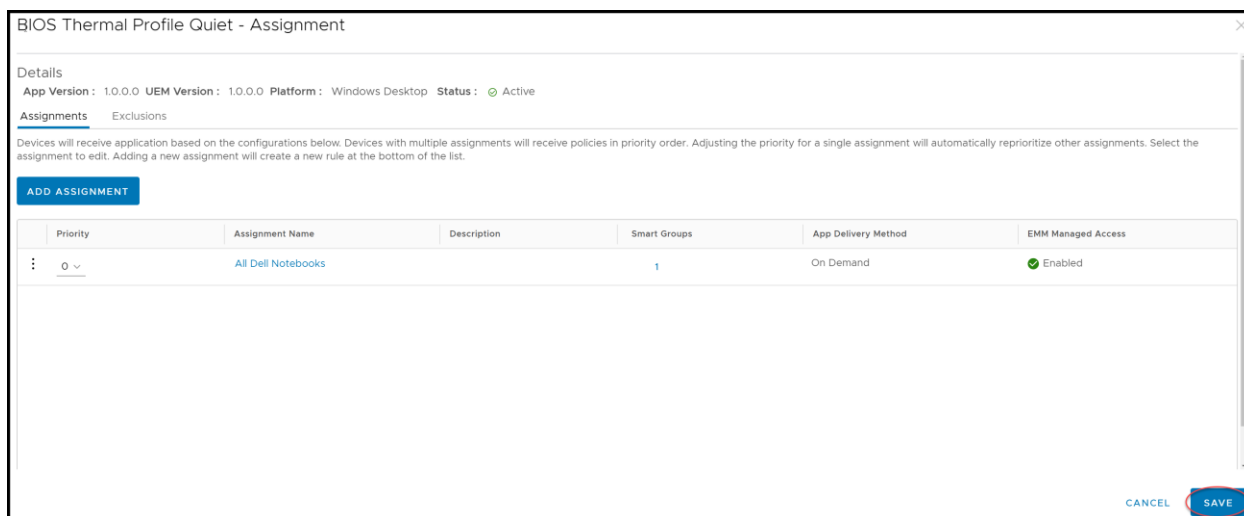 BIOS Thermal Profile Quiet - Assignment
Details
App Version : 1.0.0.0 UEM Version : 1.0.0.0 Platform : Windows Desktop Status : Active
Assignments Exclusions
Devices will receive application based on the configurations below. Devices with multiple assignments will receive policies in priority order. Adjusting the priority for a single assignment will automatically reprioritize other assignments. Select the
assignment to edit. Adding a new assignment will create a new rule at the bottom of the list.
ADD ASSIGNMENT
Priority Assignment Name Description Smart Groups App Delivery Method EMM Managed Access
0 All Dell Notebooks 1 On Demand Enabled
CANCEL SAVE